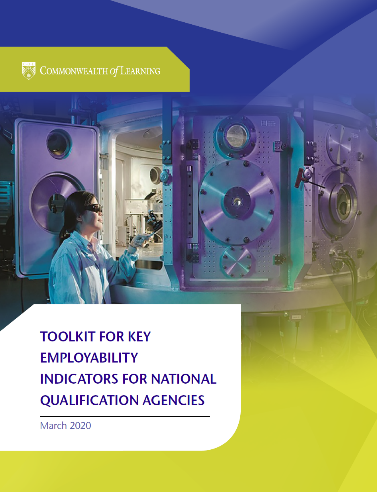 COMMONWEALTH of LEARNING
TOOLKIT FOR KEY
EMPLOYABILITY
INDICATORS FOR NATIONAL
QUALIFICATION AGENCIES
March 2020